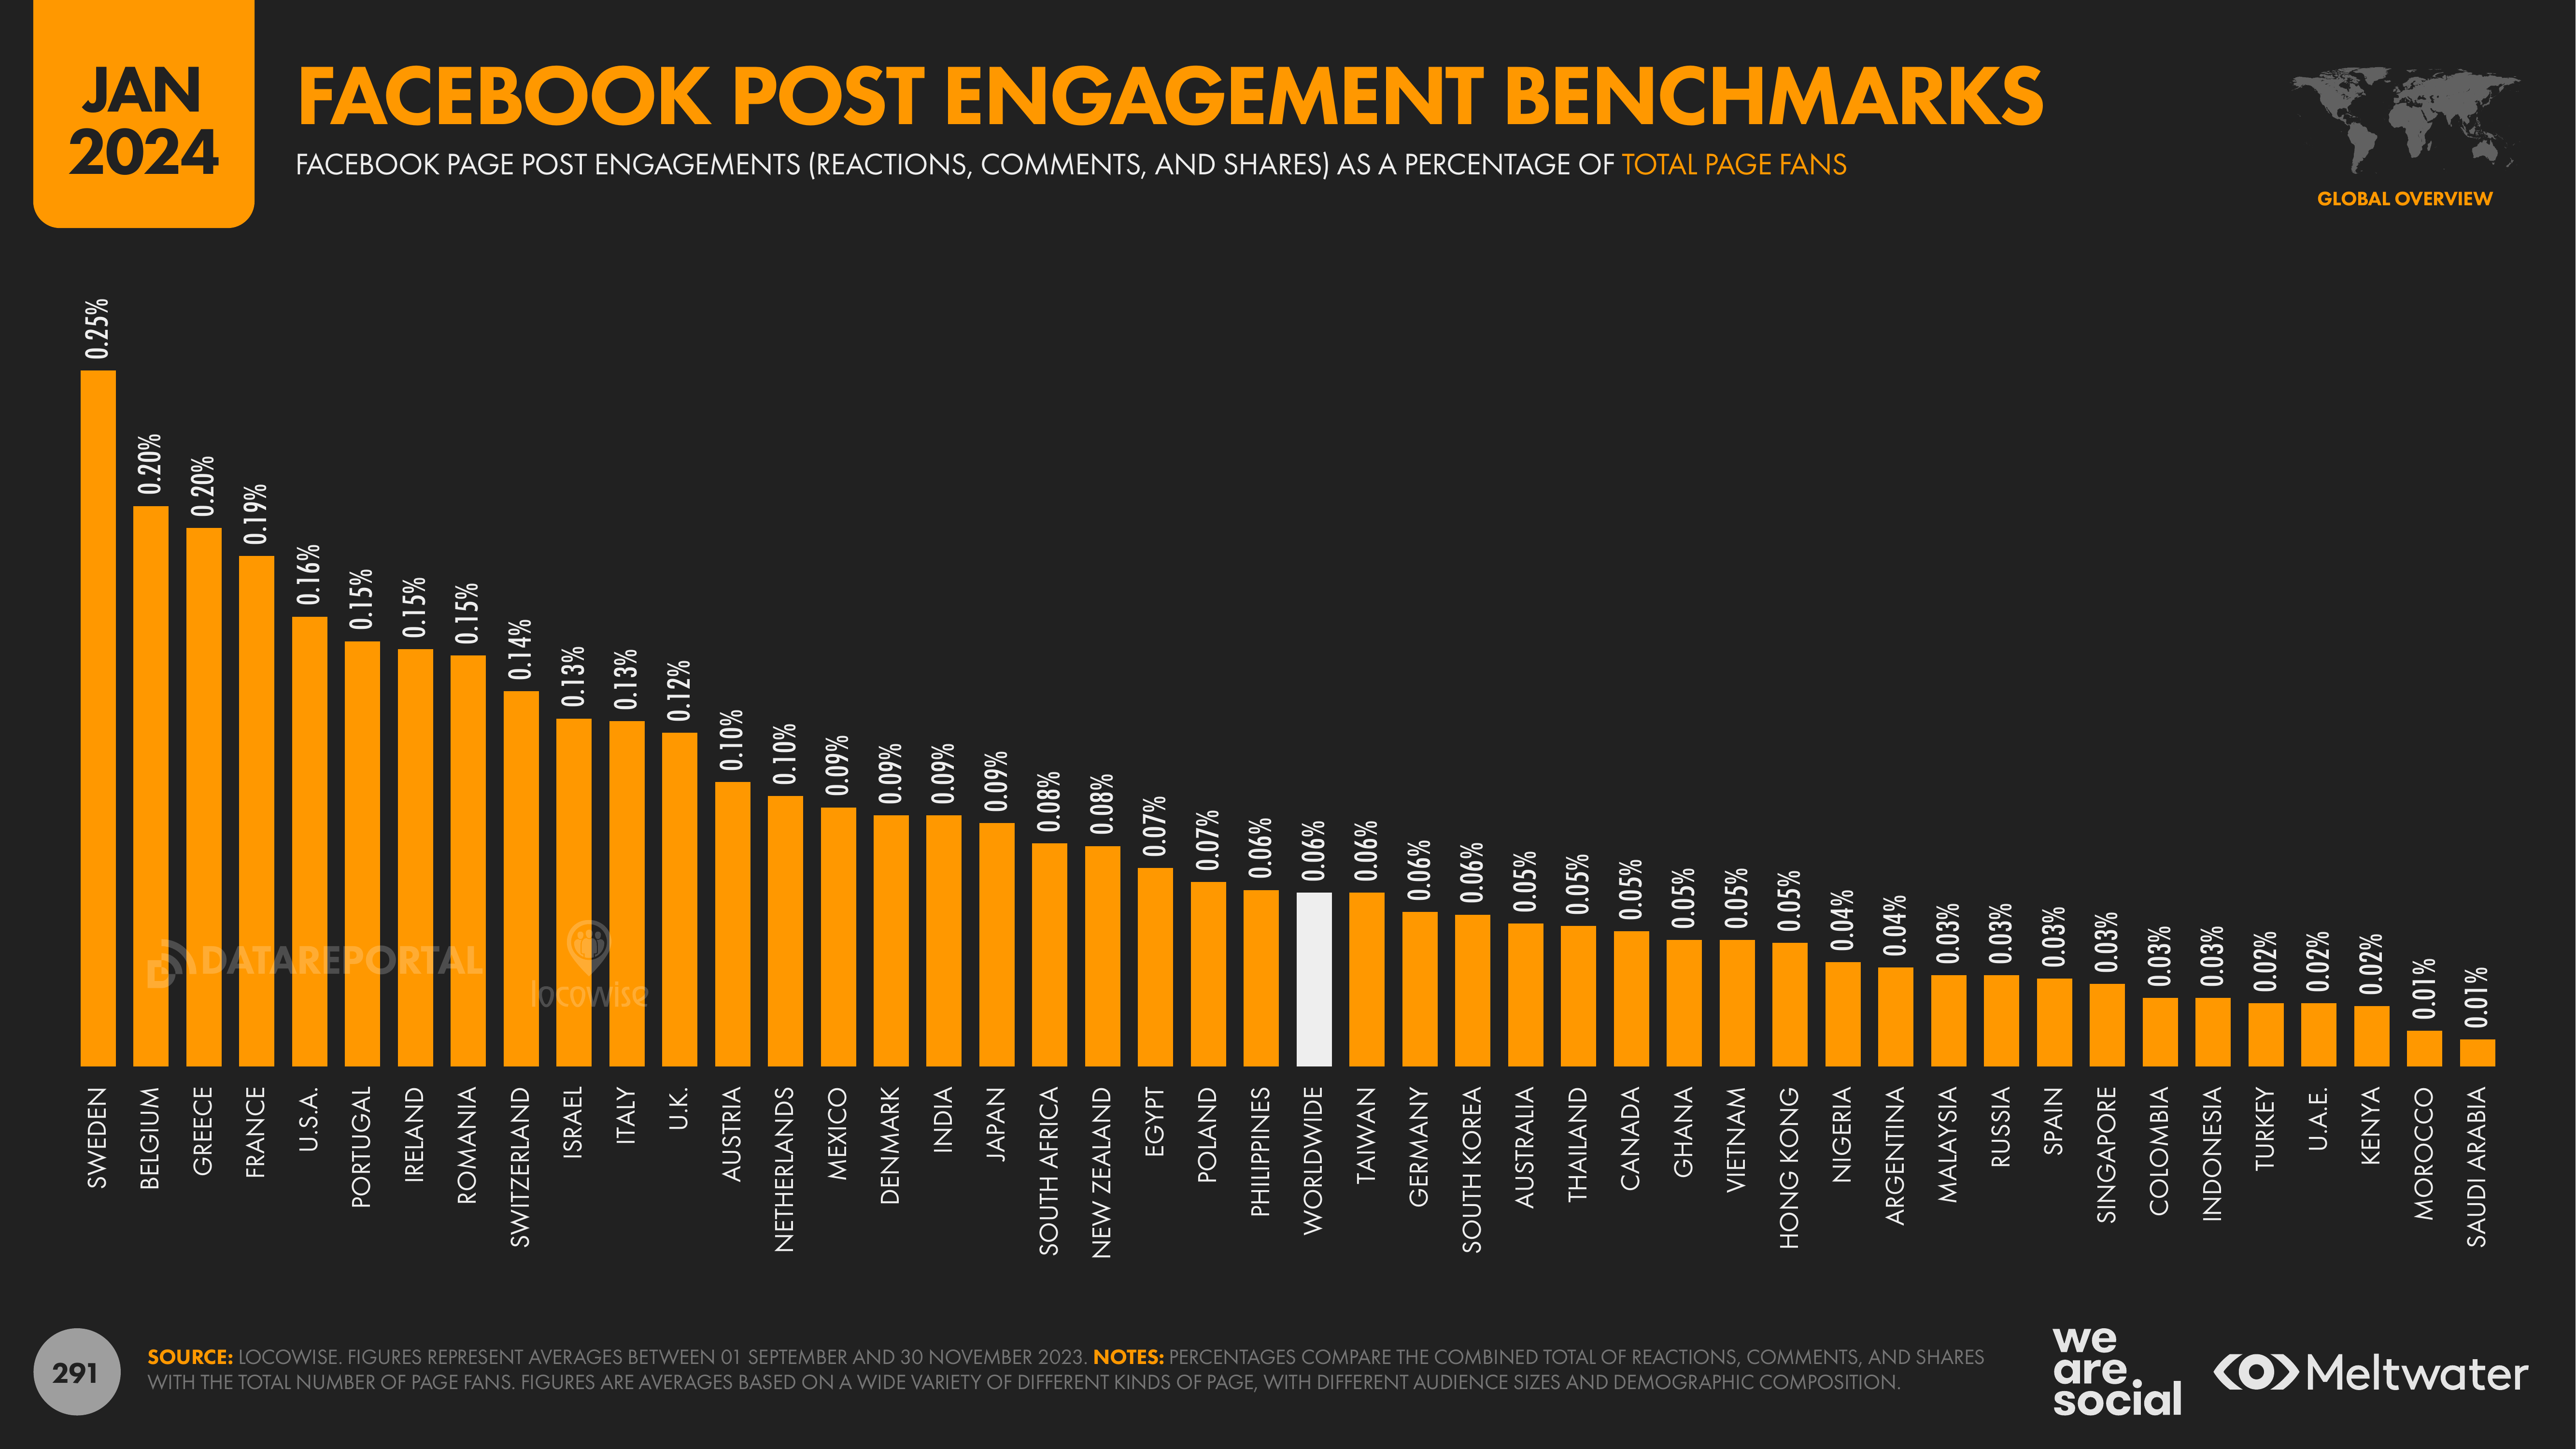 JAN
2024
FACEBOOK POST ENGAGEMENT BENCHMARKS
FACEBOOK PAGE POST ENGAGEMENTS (REACTIONS, COMMENTS, AND SHARES) AS A PERCENTAGE OF TOTAL PAGE FANS
GLOBAL OVERVIEW
0.25%
0.20%
0.20%
0.19%
0.16%
0.15%
0.15%
0.15%
0.14%
0.13%
0.13%
0.12%
0.10%
0.10%
0.09%
0.09%
0.09%
0.09%
0.08%
0.08%
0.07%
0.07%
0.06%
0.06%
0.06%
0.06%
0.06%
0.05%
0.05%
0.05%
0.05%
0.05%
0.05%
0.04%
0.04%
0.03%
0.03%
0.03%
0.03%
0.03%
0.03%
0.02%
0.02%
0.02%
0.01%
0.01%
DATAREPORTAL
locowise
SWEDEN
BELGIUM
GREECE
FRANCE
U.S.A.
PORTUGAL
IRELAND
ROMANIA
SWITZERLAND
ISRAEL
ITALY
U.K.
AUSTRIA
NETHERLANDS
MEXICO
DENMARK
INDIA
JAPAN
SOUTH AFRICA
NEW ZEALAND
EGYPT
POLAND
PHILIPPINES
WORLDWIDE
TAIWAN
GERMANY
SOUTH KOREA
AUSTRALIA
THAILAND
CANADA
GHANA
VIETNAM
HONG KONG
NIGERIA
ARGENTINA
MALAYSIA
RUSSIA
SPAIN
SINGAPORE
COLOMBIA
INDONESIA
TURKEY
U.A.E.
KENYA
MOROCCO
SAUDI ARABIA
291
SOURCE: LOCOWISE. FIGURES REPRESENT AVERAGES BETWEEN 01 SEPTEMBER AND 30 NOVEMBER 2023. NOTES: PERCENTAGES COMPARE THE COMBINED TOTAL OF REACTIONS, COMMENTS, AND SHARES
WITH THE TOTAL NUMBER OF PAGE FANS. FIGURES ARE AVERAGES BASED ON A WIDE VARIETY OF DIFFERENT KINDS OF PAGE, WITH DIFFERENT AUDIENCE SIZES AND DEMOGRAPHIC COMPOSITION.
we
are
social
Meltwater